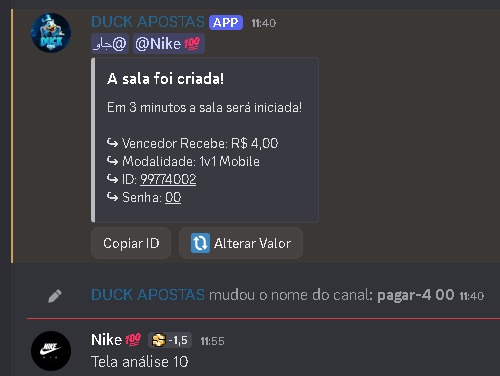 DUCK APOSTAS APP 11:40
@جاو @Nike💯
A sala foi criada!
Em 3 minutos a sala será iniciada!
↪ Vencedor Recebe: R$ 4,00
↪ Modalidade: 1v1 Mobile
↪ ID: 99774002
↪ Senha: 00
Copiar ID 🔃 Alterar Valor
DUCK APOSTAS mudou o nome do canal: pagar-4 00 11:40
Nike💯 -1,5 11:55
Tela análise 10